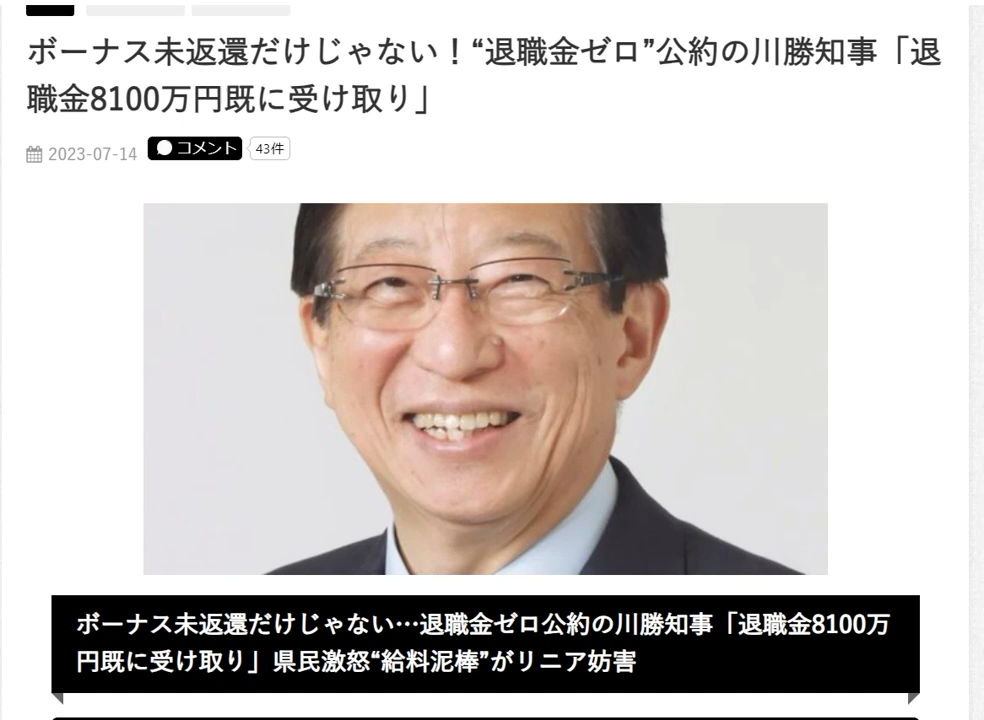 ボーナス未返還だけじゃない！“退職金ゼロ”公約の川勝知事「退
職金8100万円既に受け取り」
2023-07-14 コメント 43件
ボーナス未返還だけじゃない…退職金ゼロ公約の川勝知事「退職金8100万
円既に受け取り」県民激怒“給料泥棒”がリニア妨害